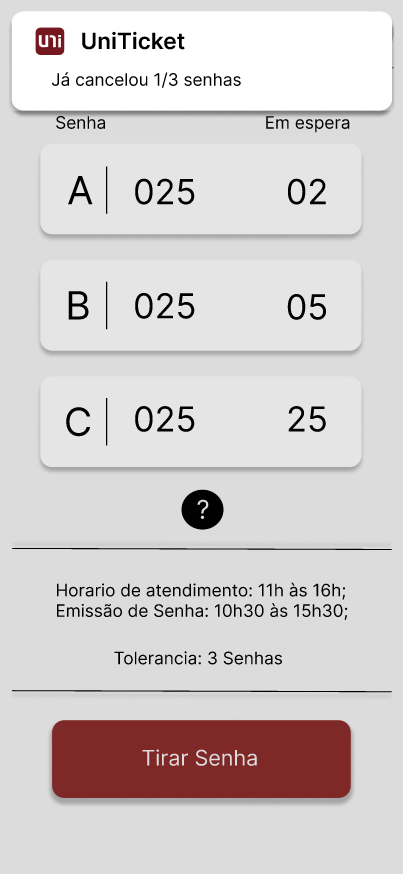 uni
UniTicket
Já cancelou 1/3 senhas
Senha Em espera
A 025 02
B 025 05
C 025 25
?
Horario de atendimento: 11h às 16h;
Emissão de Senha: 10h30 às 15h30;
Tolerancia: 3 Senhas
Tirar Senha